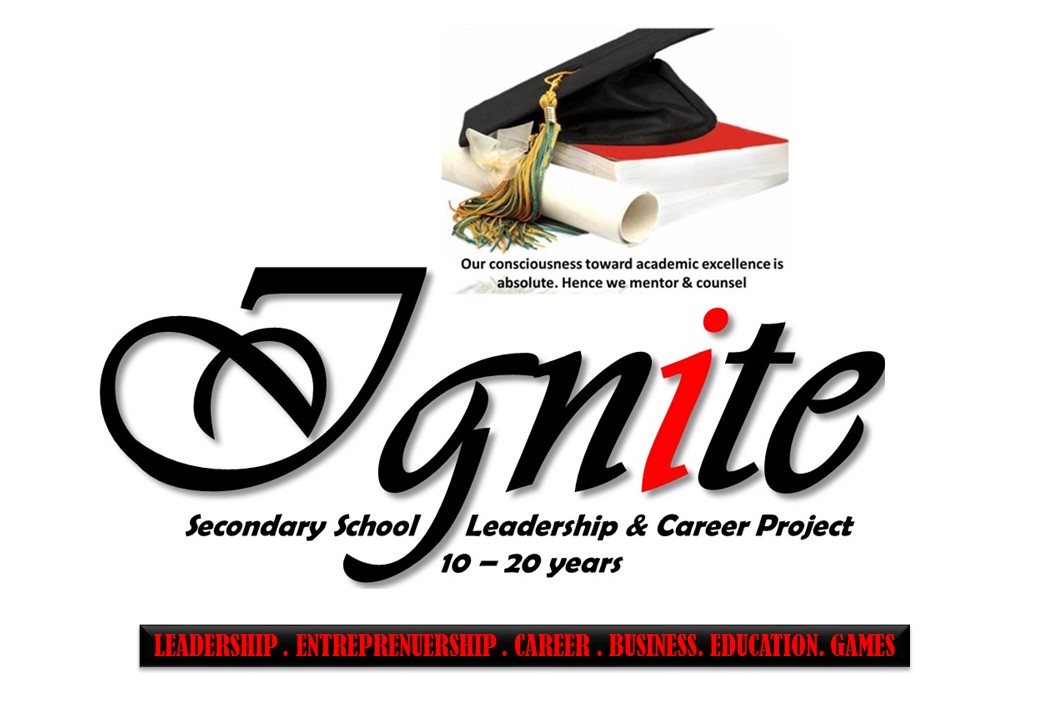 Our consciousness toward academic excellence is
absolute. Hence we mentor & counsel
Ignite
Secondary School Leadership & Career Project
10 – 20 years
LEADERSHIP . ENTREPRENUERSHIP . CAREER . BUSINESS. EDUCATION. GAMES